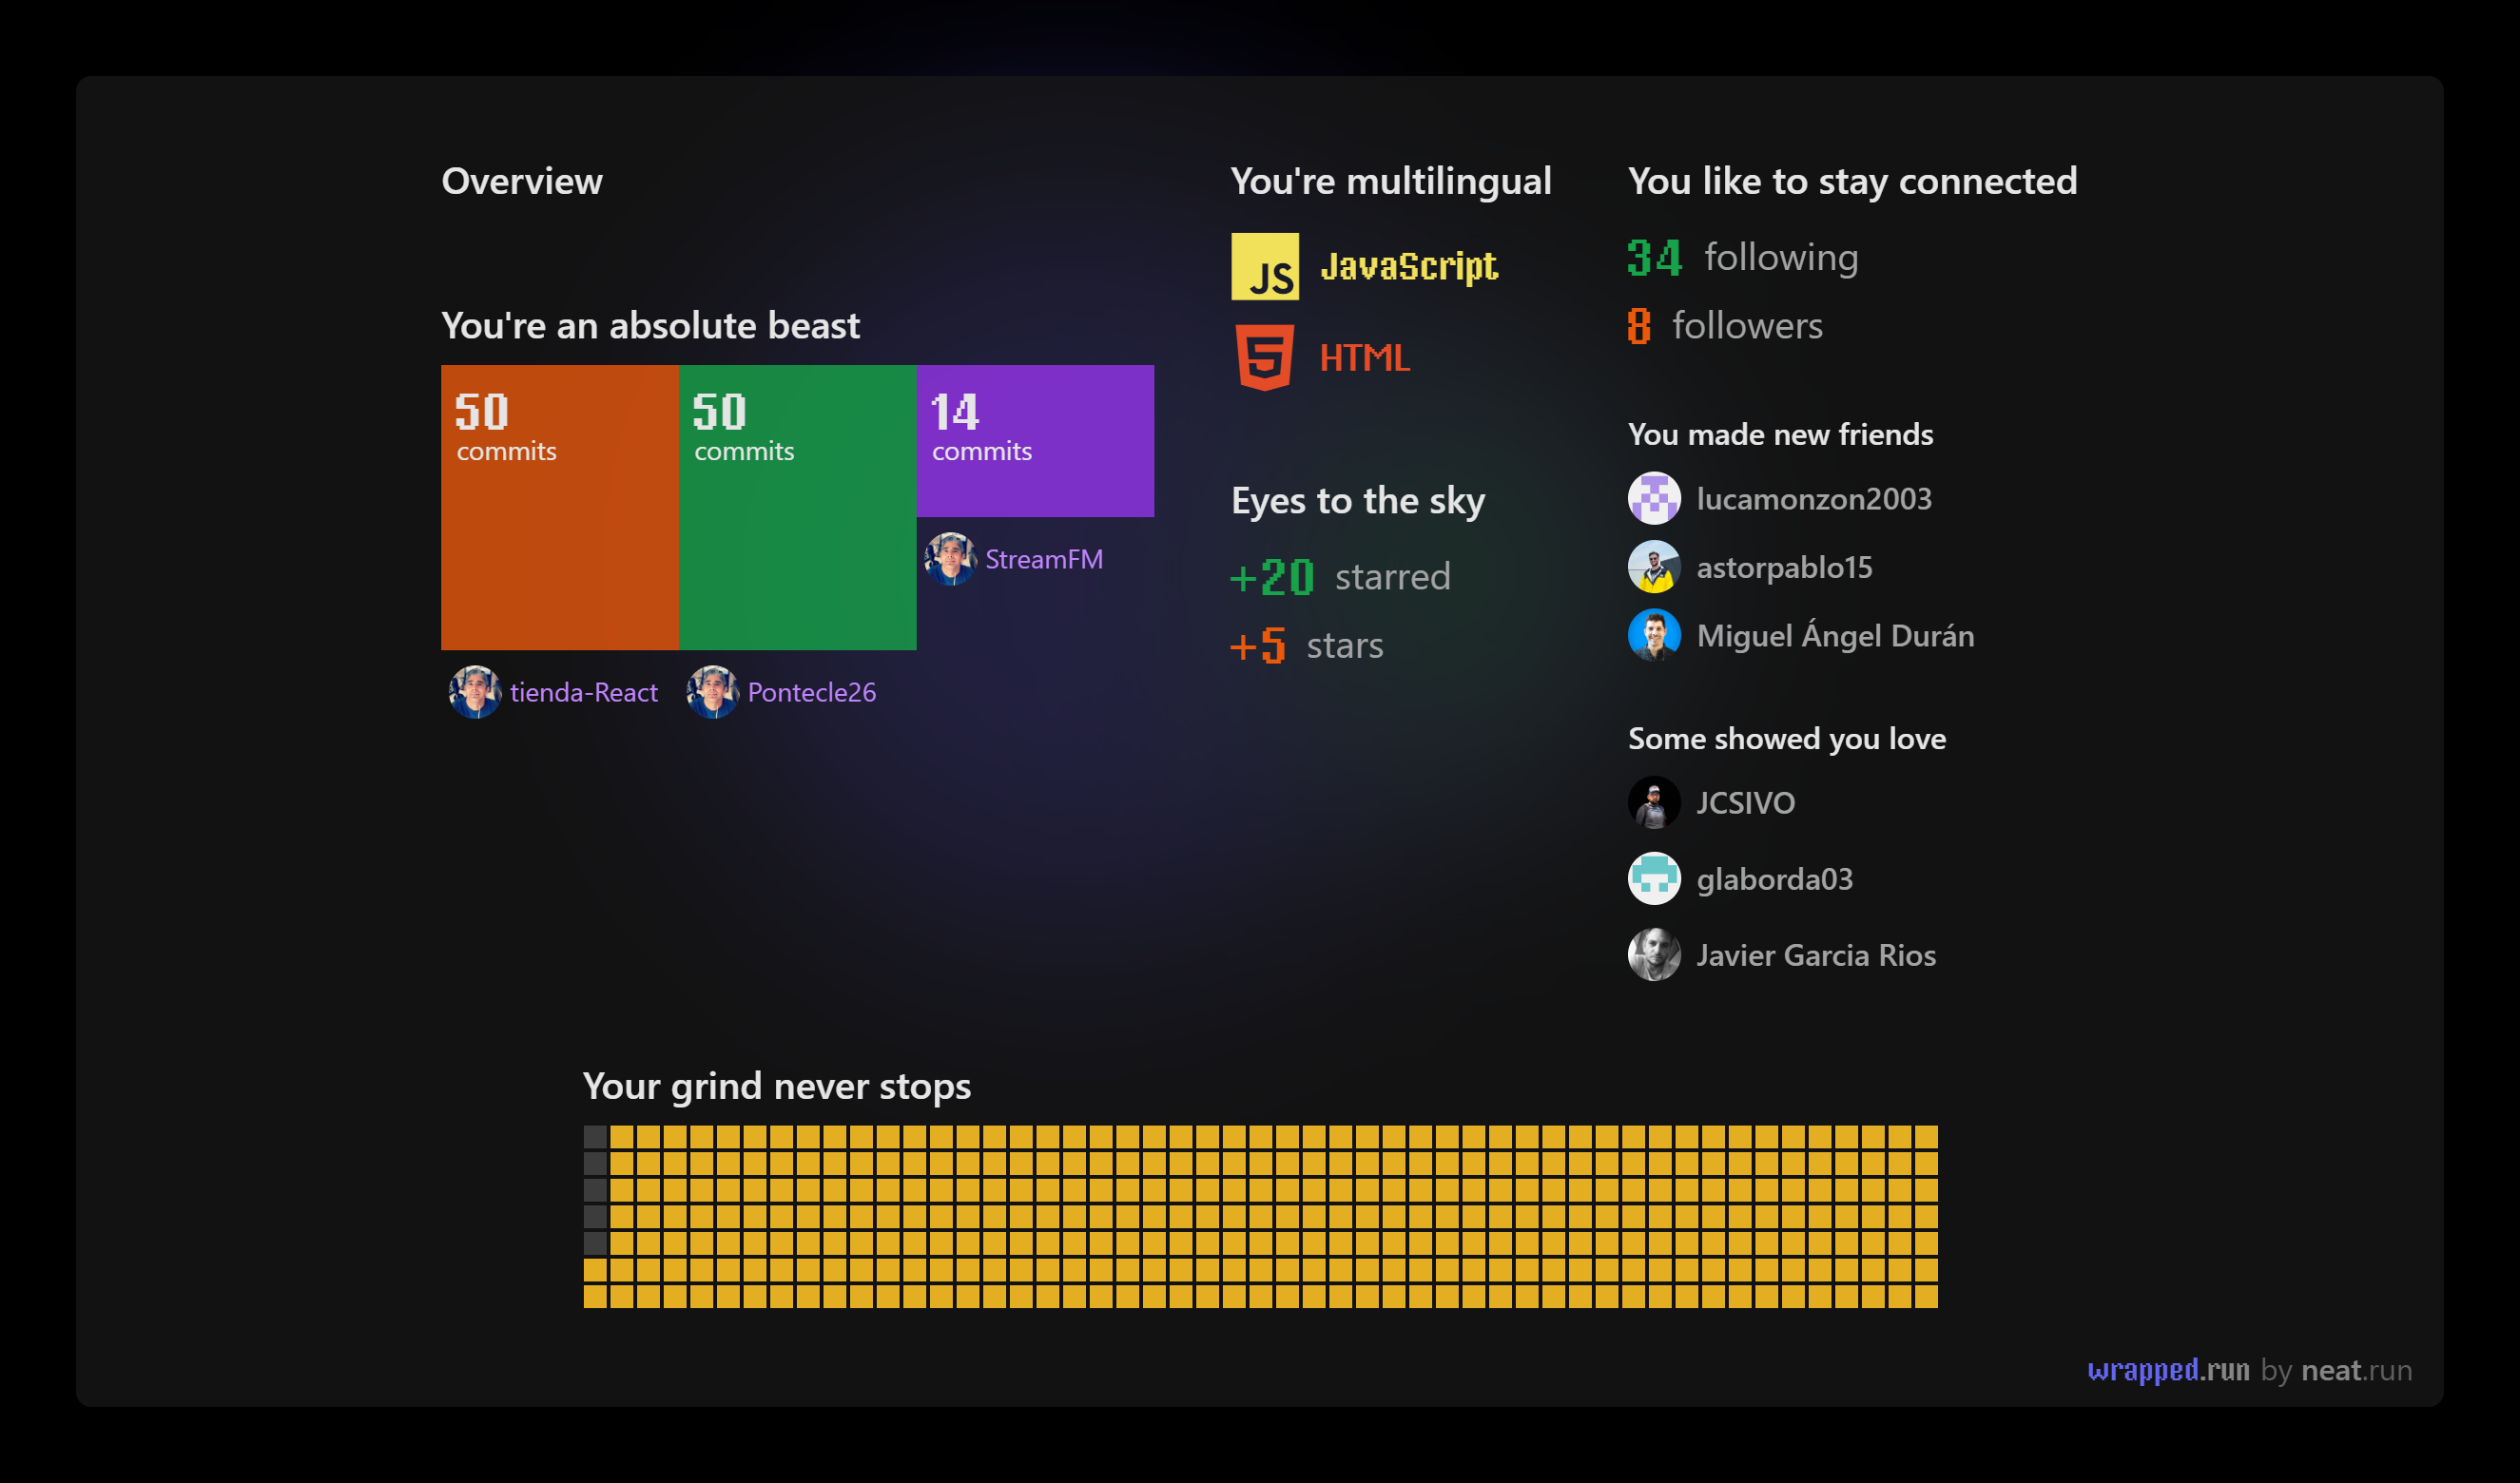 Overview
You're an absolute beast
50
commits
50
commits
14
commits
StreamFM
tienda-React
Pontecle26
You're multilingual
JS
JavaScript
5
HTML
Eyes to the sky
+20 starred
+5 stars
You like to stay connected
34 following
8 followers
You made new friends
lucamonzon2003
astorpablo15
Miguel Ángel Durán
Some showed you love
JCSIVO
glaborda03
Javier Garcia Rios
Your grind never stops
wrapped.run by neat.run